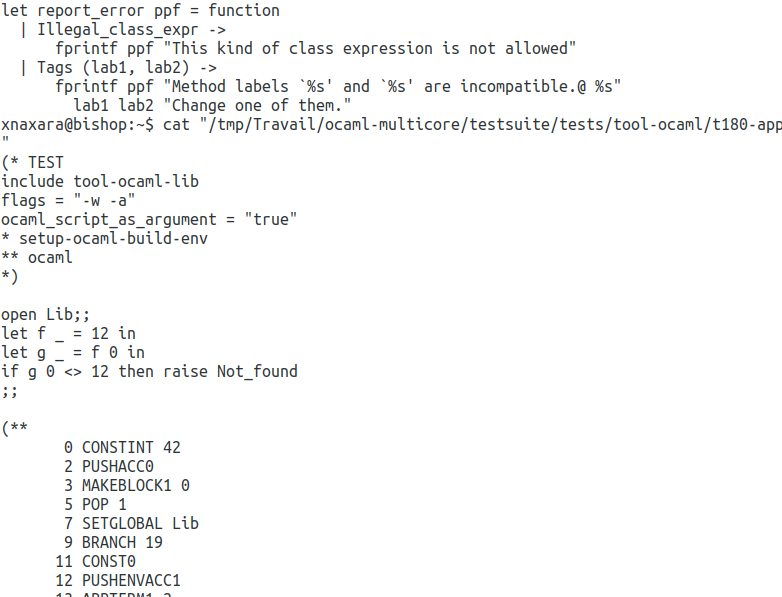 let report_error ppf = function
  | Illegal_class_expr ->
      fprintf ppf "This kind of class expression is not allowed"
  | Tags (lab1, lab2) ->
      fprintf ppf "Method labels `%s' and `%s' are incompatible.@ %s"
        lab1 lab2 "Change one of them."
xnaxara@bishop:~$ cat "/tmp/Travail/ocaml-multicore/testsuite/tests/tool-ocaml/t180-app
"
(* TEST
include tool-ocaml-lib
flags = "-w -a"
ocaml_script_as_argument = "true"
* setup-ocaml-build-env
** ocaml
*)

open Lib;;
let f _ = 12 in
let g _ = f 0 in
if g 0 <> 12 then raise Not_found
;;

(**
       0 CONSTINT 42
       2 PUSHACC0
       3 MAKEBLOCK1 0
       5 POP 1
       7 SETGLOBAL Lib
       9 BRANCH 19
      11 CONST0
      12 PUSHENVACC1